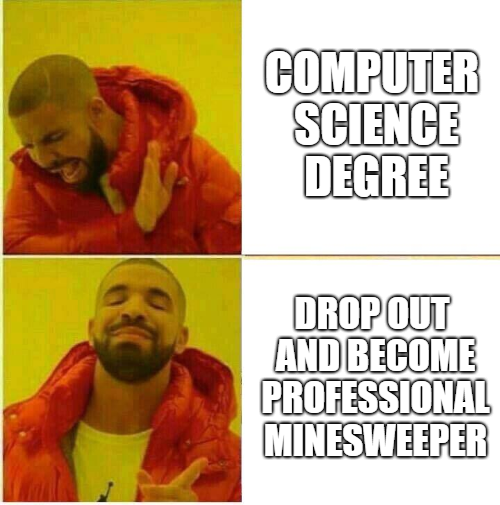 COMPUTER
SCIENCE
DEGREE
DROP OUT
AND BECOME
PROFESSIONAL
MINESWEEPER